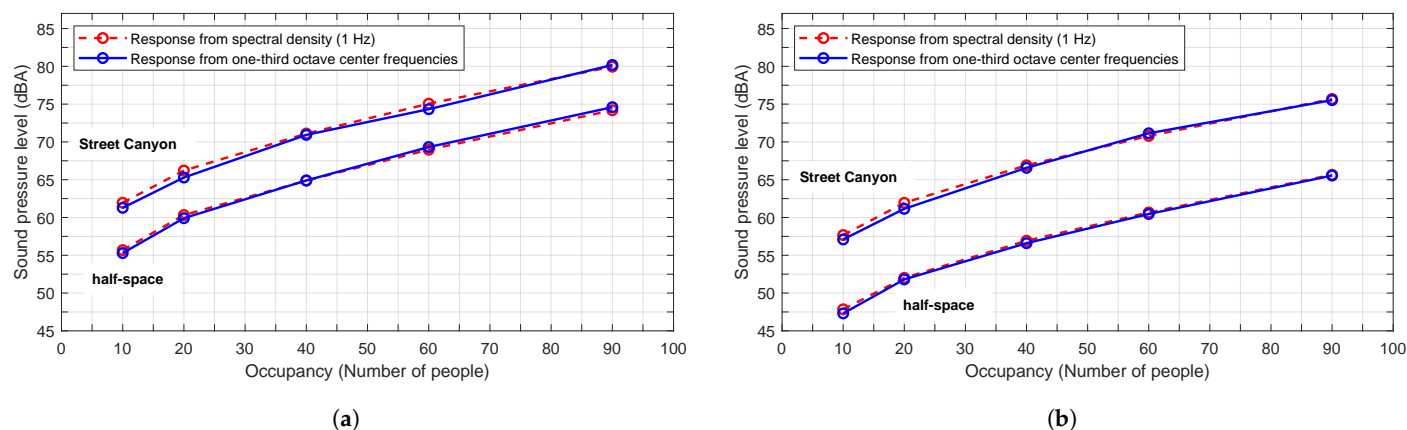 85
80
75
70
65
60
55
50
45
Sound pressure level (dBA)
Response from spectral density (1 Hz)
Response from one-third octave center frequencies
Street Canyon
half-space
0 10 20 30 40 50 60 70 80 90 100
Occupancy (Number of people)
(a)
85
80
75
70
65
60
55
50
45
Sound pressure level (dBA)
Response from spectral density (1 Hz)
Response from one-third octave center frequencies
Street Canyon
half-space
0 10 20 30 40 50 60 70 80 90 100
Occupancy (Number of people)
(b)